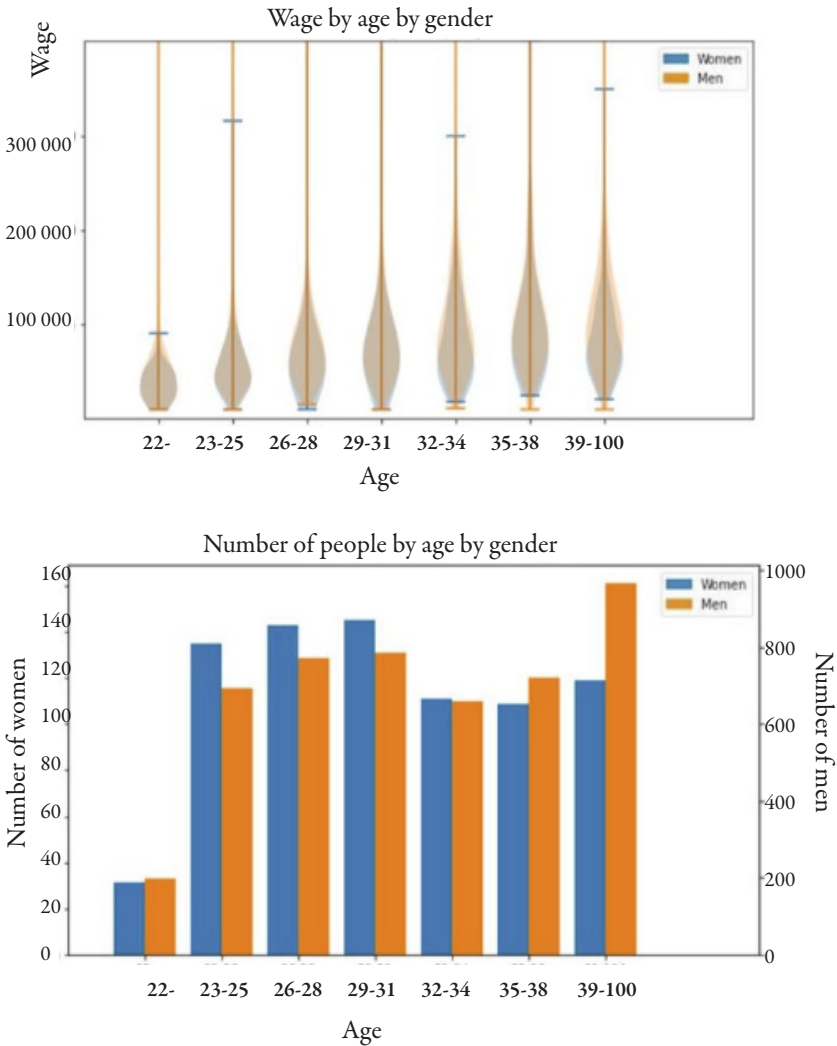 Wage by age by gender
Wage
Women
Men
300 000
200 000
100 000
22- 23-25 26-28 29-31 32-34 35-38 39-100
Age
Number of people by age by gender
Number of women
160
140
120
100
80
60
40
20
0
Women
Men
1000
800
600
400
200
0
Number of men
22- 23-25 26-28 29-31 32-34 35-38 39-100
Age